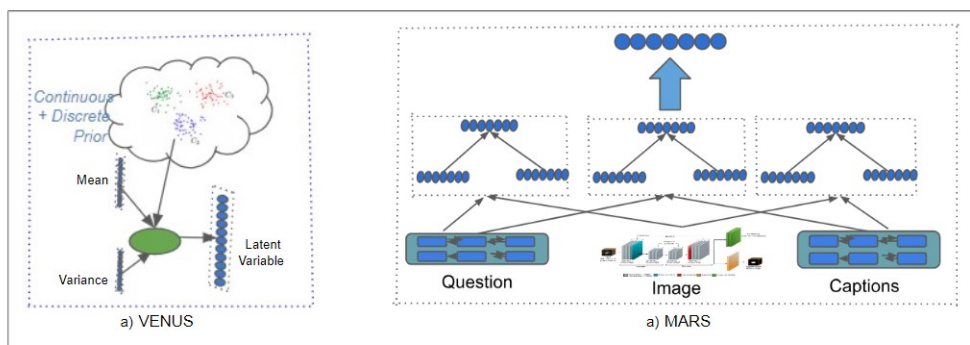 Continuous
+ Discrete
Prior
Mean
Variance
Latent
Variable
a) VENUS
Question
Image
Captions
a) MARS